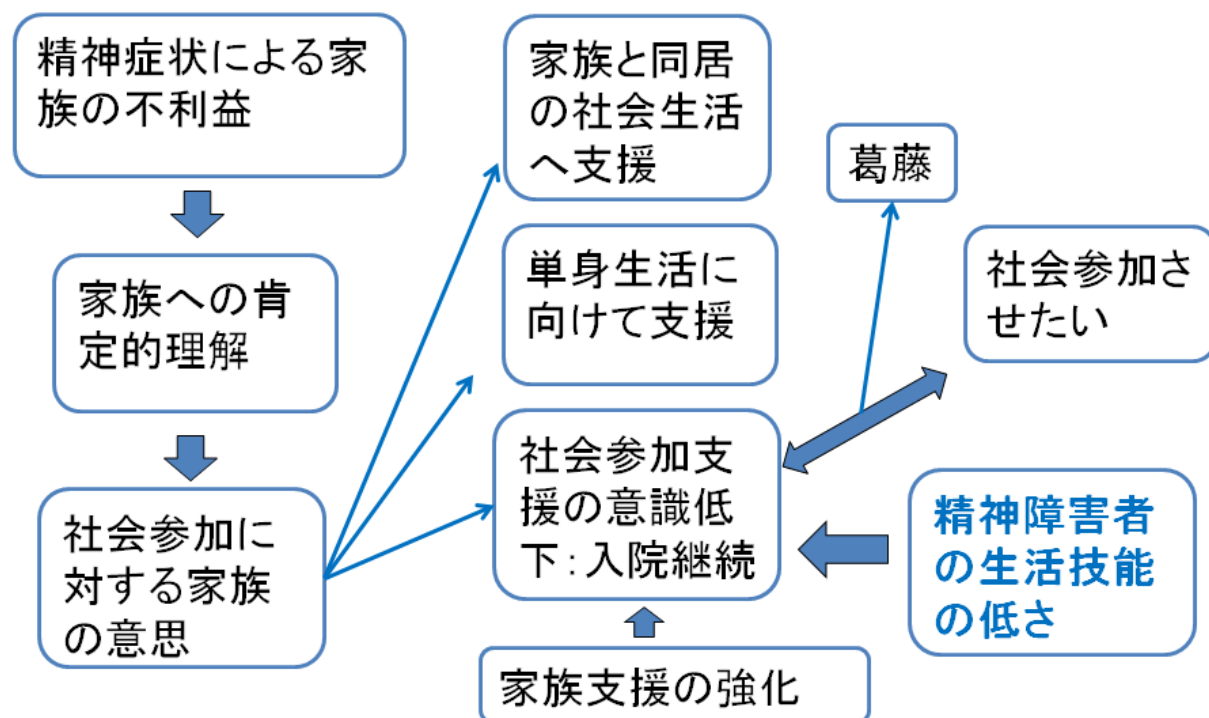 精神症状による家
族の不利益
家族への肯
定的理解
社会参加に
対する家族
の意思
家族と同居
の社会生活
へ支援
単身生活に
向けて支援
社会参加支
援の意識低
下：入院継続
家族支援の強化
葛藤
社会参加さ
せたい
精神障害者
の生活技能
の低さ